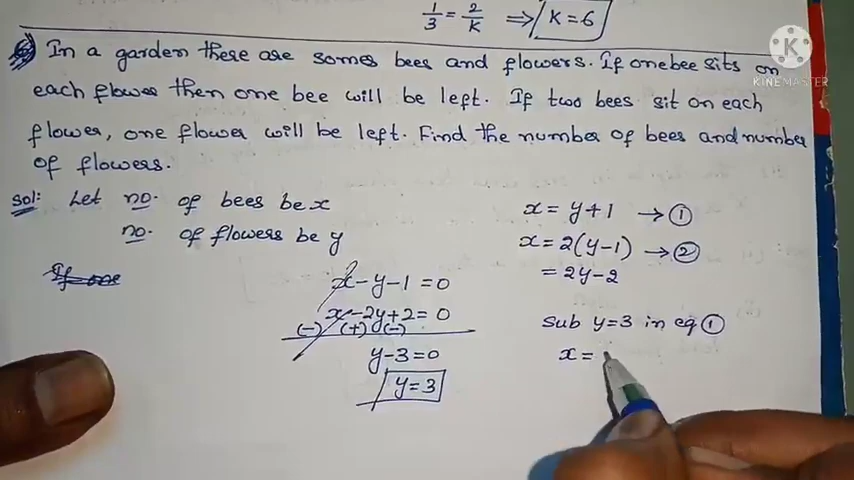 1/3 = 2/K ⟹ K = 6
In a garden there are somes bees and flowers. If one bee sits on
each flower then one bee will be left. If two bees sit on each
flower, one flower will be left. Find the number of bees and number
of flowers.
Sol: Let no. of bees be x
no. of flowers be y
If one
x - y - 1 = 0
x - 2y + 2 = 0
(-) (+) (-)
y - 3 = 0
y = 3
x = y + 1 → ①
x = 2(y - 1) → ②
= 2y - 2
Sub y = 3 in eq ①
x =
K
KINEMASTER